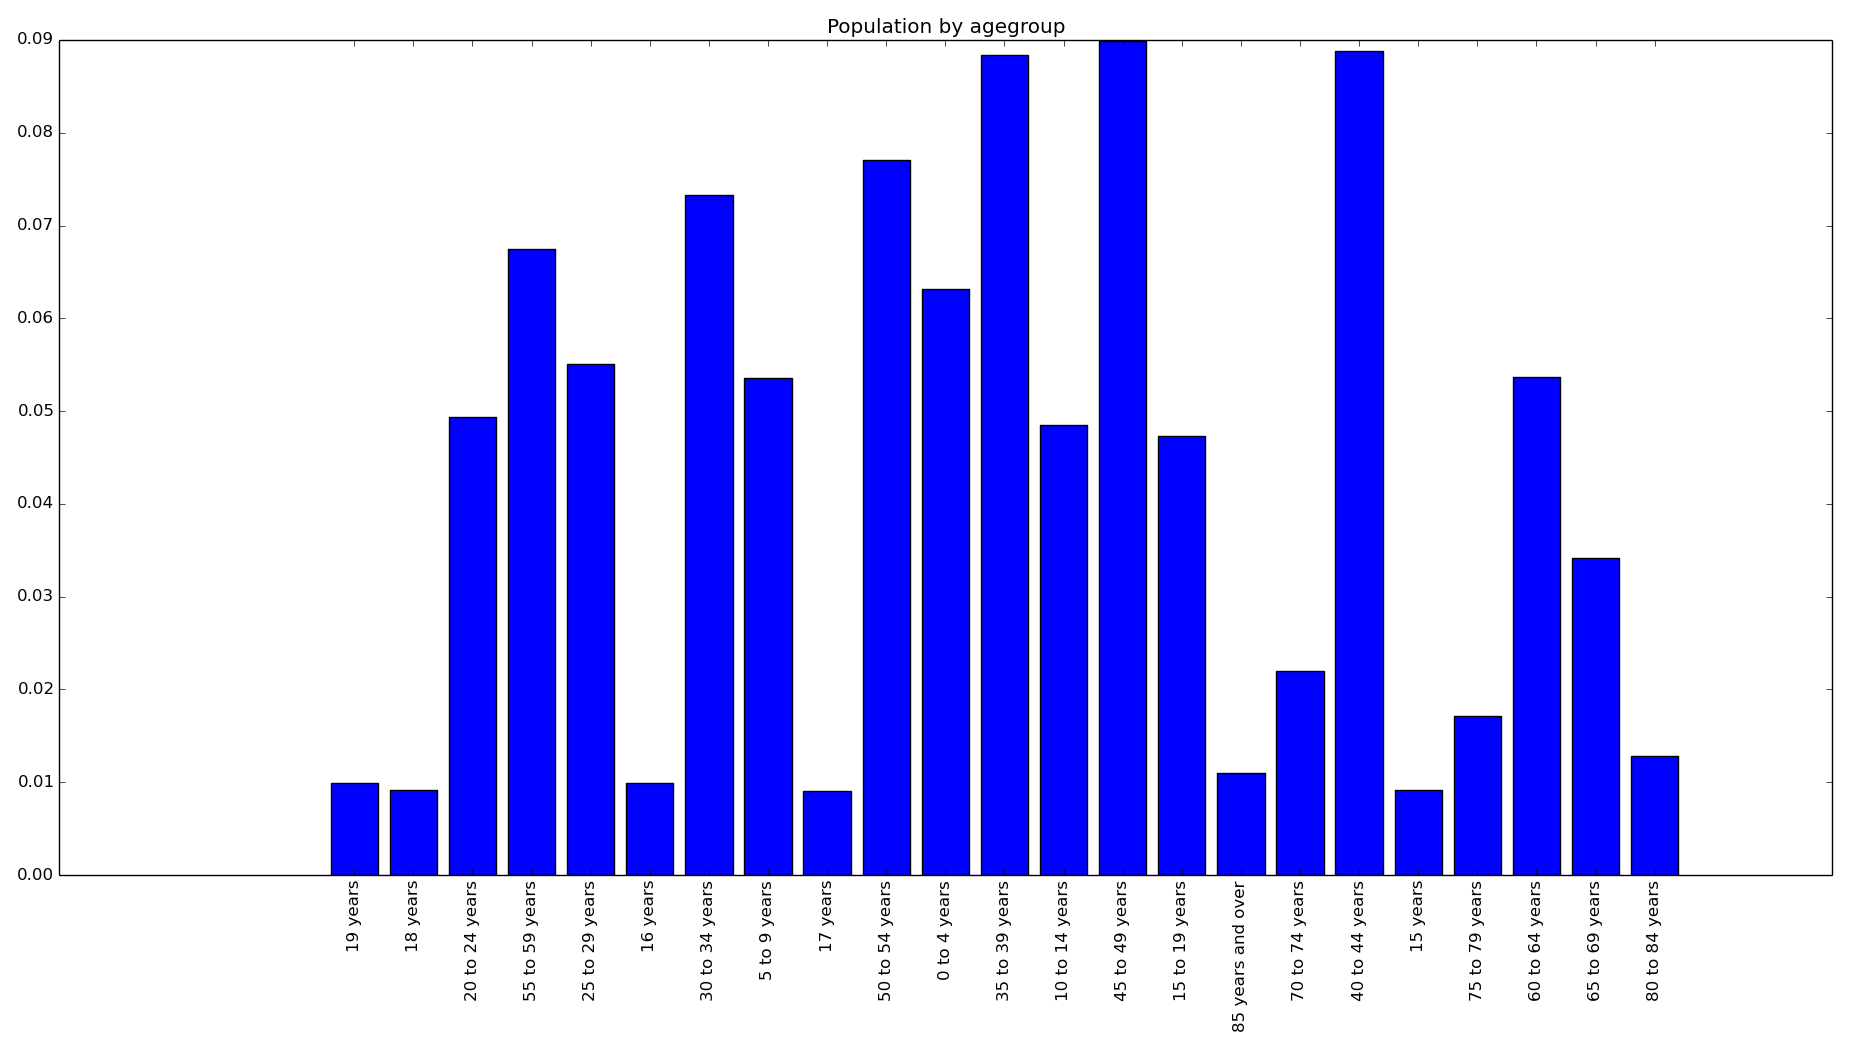 Population by agegroup
0.09
0.08
0.07
0.06
0.05
0.04
0.03
0.02
0.01
0.00
19 years
18 years
20 to 24 years
55 to 59 years
25 to 29 years
16 years
30 to 34 years
5 to 9 years
17 years
50 to 54 years
0 to 4 years
35 to 39 years
10 to 14 years
45 to 49 years
15 to 19 years
85 years and over
70 to 74 years
40 to 44 years
15 years
75 to 79 years
60 to 64 years
65 to 69 years
80 to 84 years